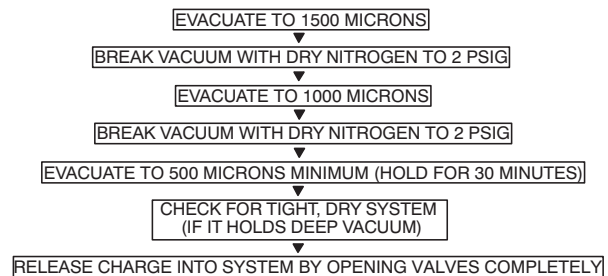 EVACUATE TO 1500 MICRONS
BREAK VACUUM WITH DRY NITROGEN TO 2 PSIG
EVACUATE TO 1000 MICRONS
BREAK VACUUM WITH DRY NITROGEN TO 2 PSIG
EVACUATE TO 500 MICRONS MINIMUM (HOLD FOR 30 MINUTES)
CHECK FOR TIGHT, DRY SYSTEM
(IF IT HOLDS DEEP VACUUM)
RELEASE CHARGE INTO SYSTEM BY OPENING VALVES COMPLETELY